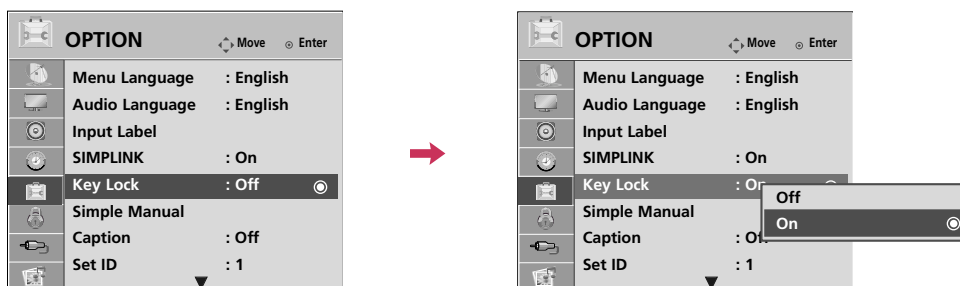 OPTION
Move
Enter
Menu Language : English
Audio Language : English
Input Label
SIMPLINK : On
Key Lock : Off
Simple Manual
Caption : Off
Set ID : 1
OPTION
Move
Enter
Menu Language : English
Audio Language : English
Input Label
SIMPLINK : On
Key Lock : On
Simple Manual
Caption : Off
Set ID : 1
Off
On